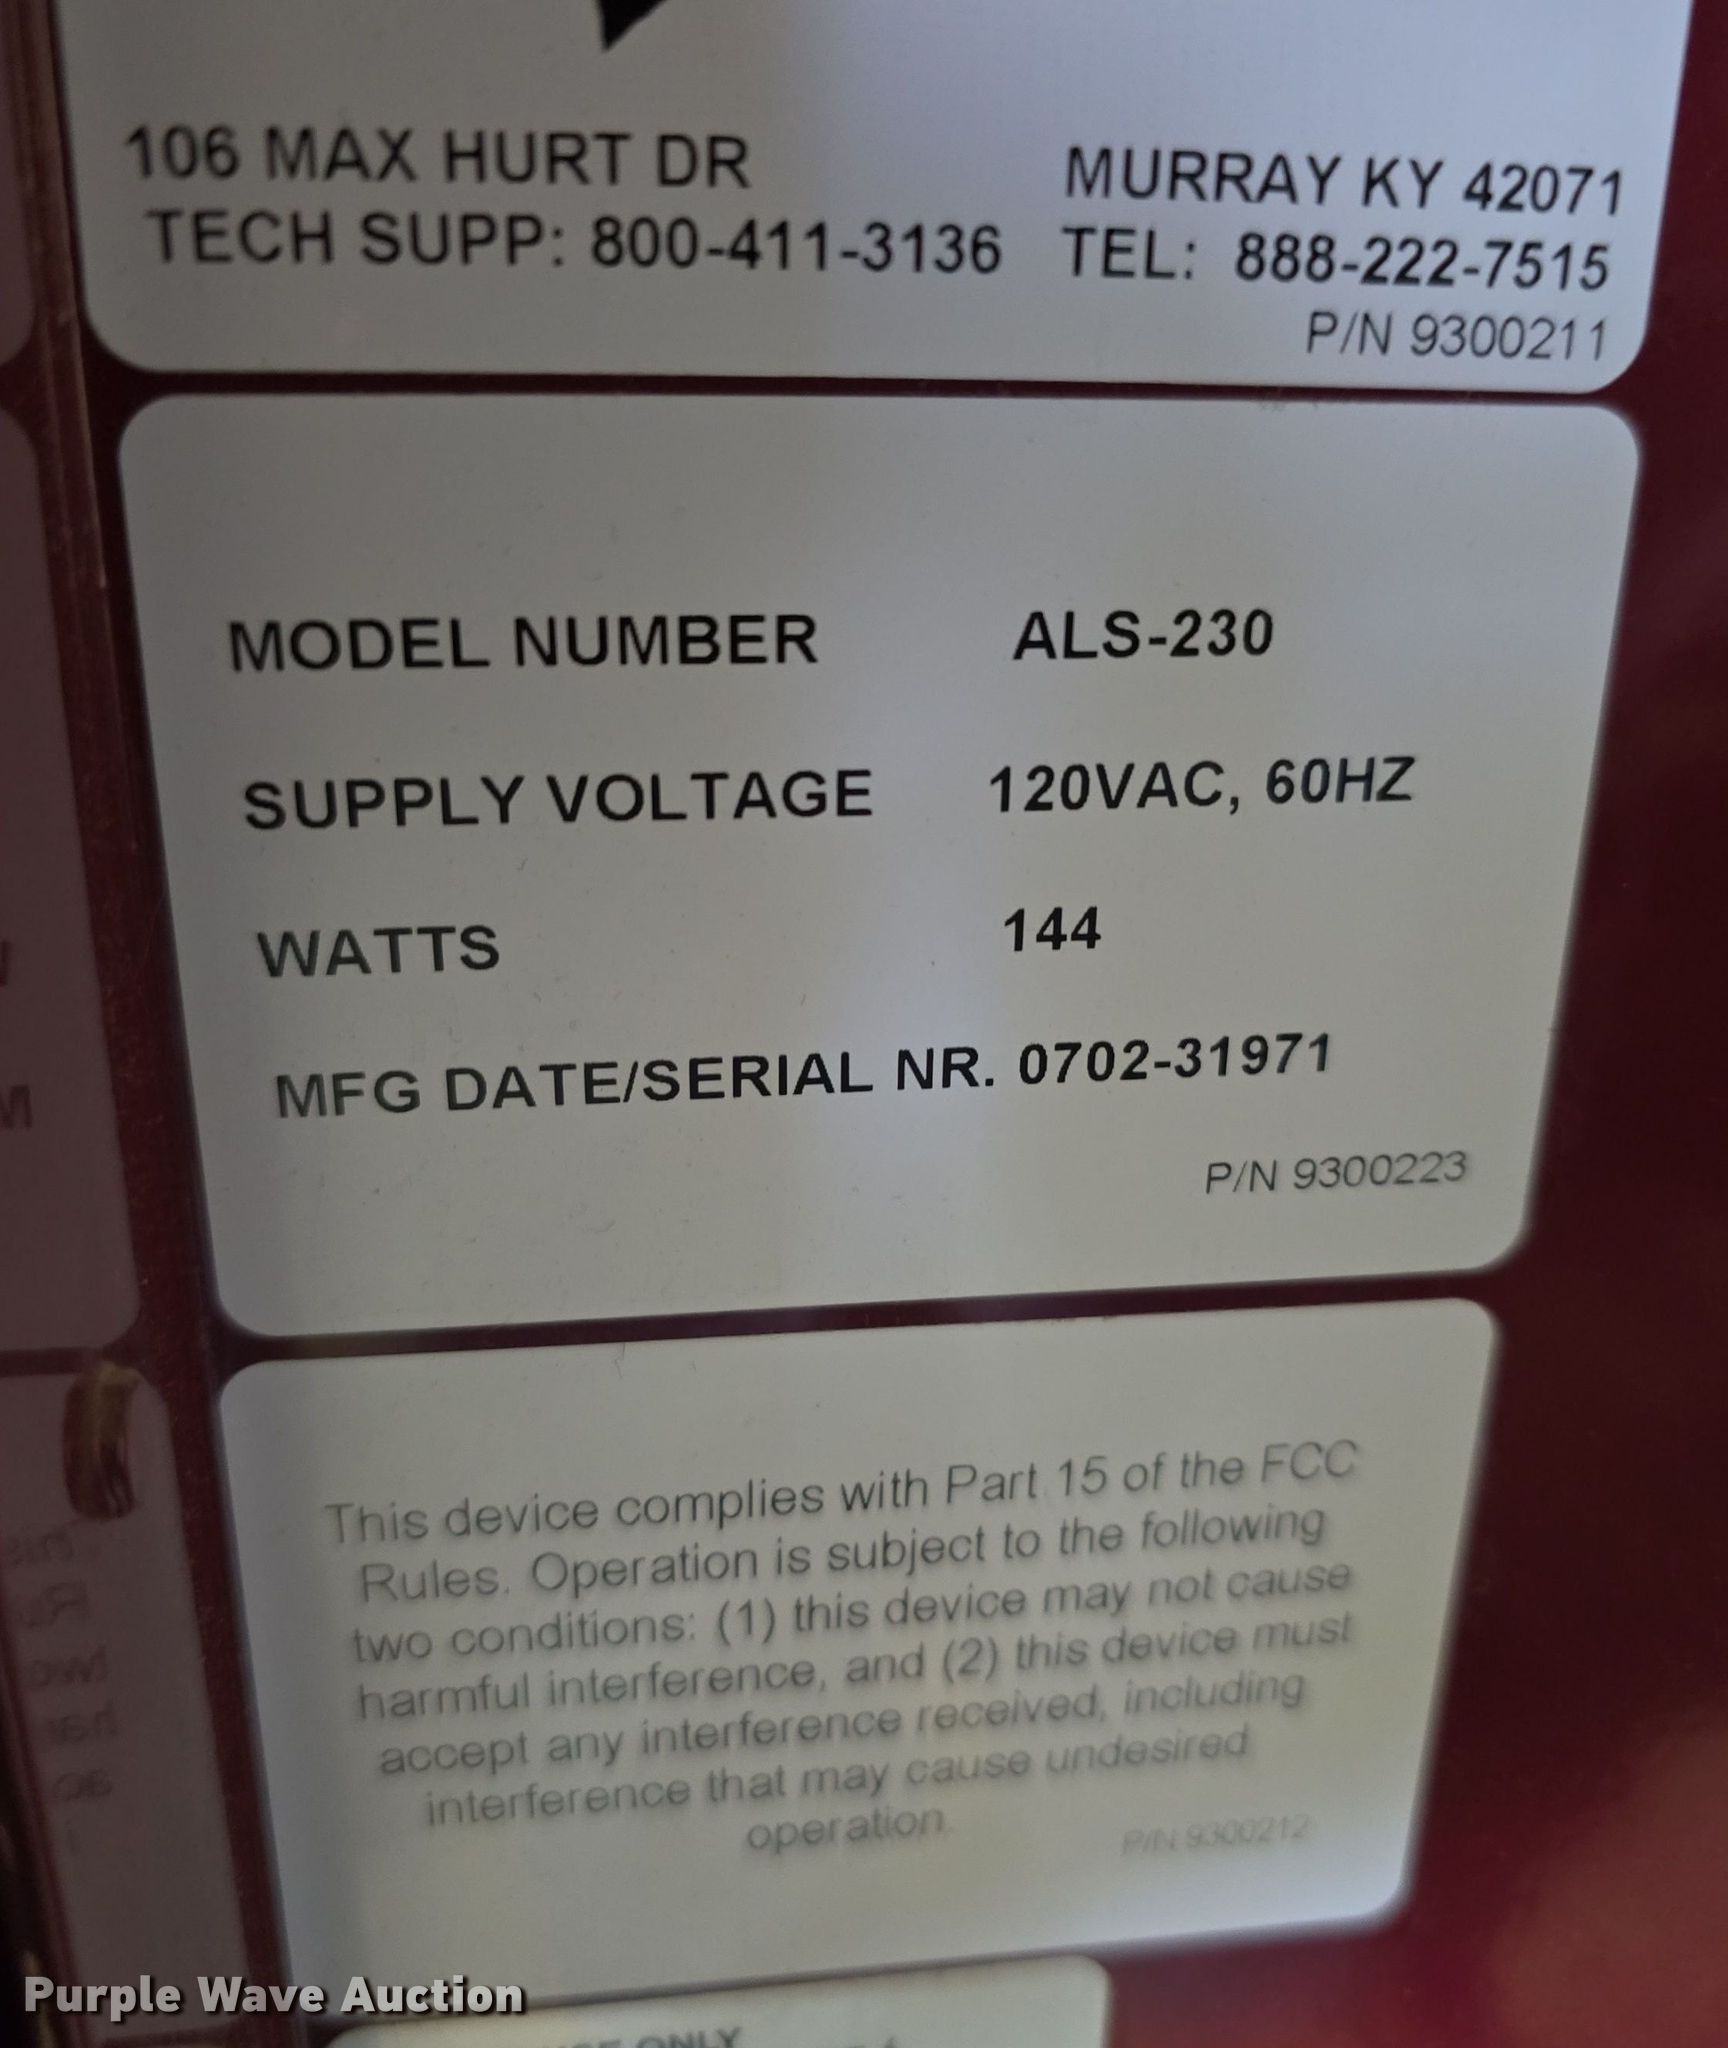 106 MAX HURT DR MURRAY KY 42071
TECH SUPP: 800-411-3136 TEL: 888-222-7515
P/N 9300211
MODEL NUMBER ALS-230
SUPPLY VOLTAGE 120VAC, 60HZ
WATTS 144
MFG DATE/SERIAL NR. 0702-31971
P/N 9300223
This device complies with Part 15 of the FCC
Rules. Operation is subject to the following
two conditions: (1) this device may not cause
harmful interference, and (2) this device must
accept any interference received, including
interference that may cause undesired
operation.
P/N 9300212
Purple Wave Auction
ONLY